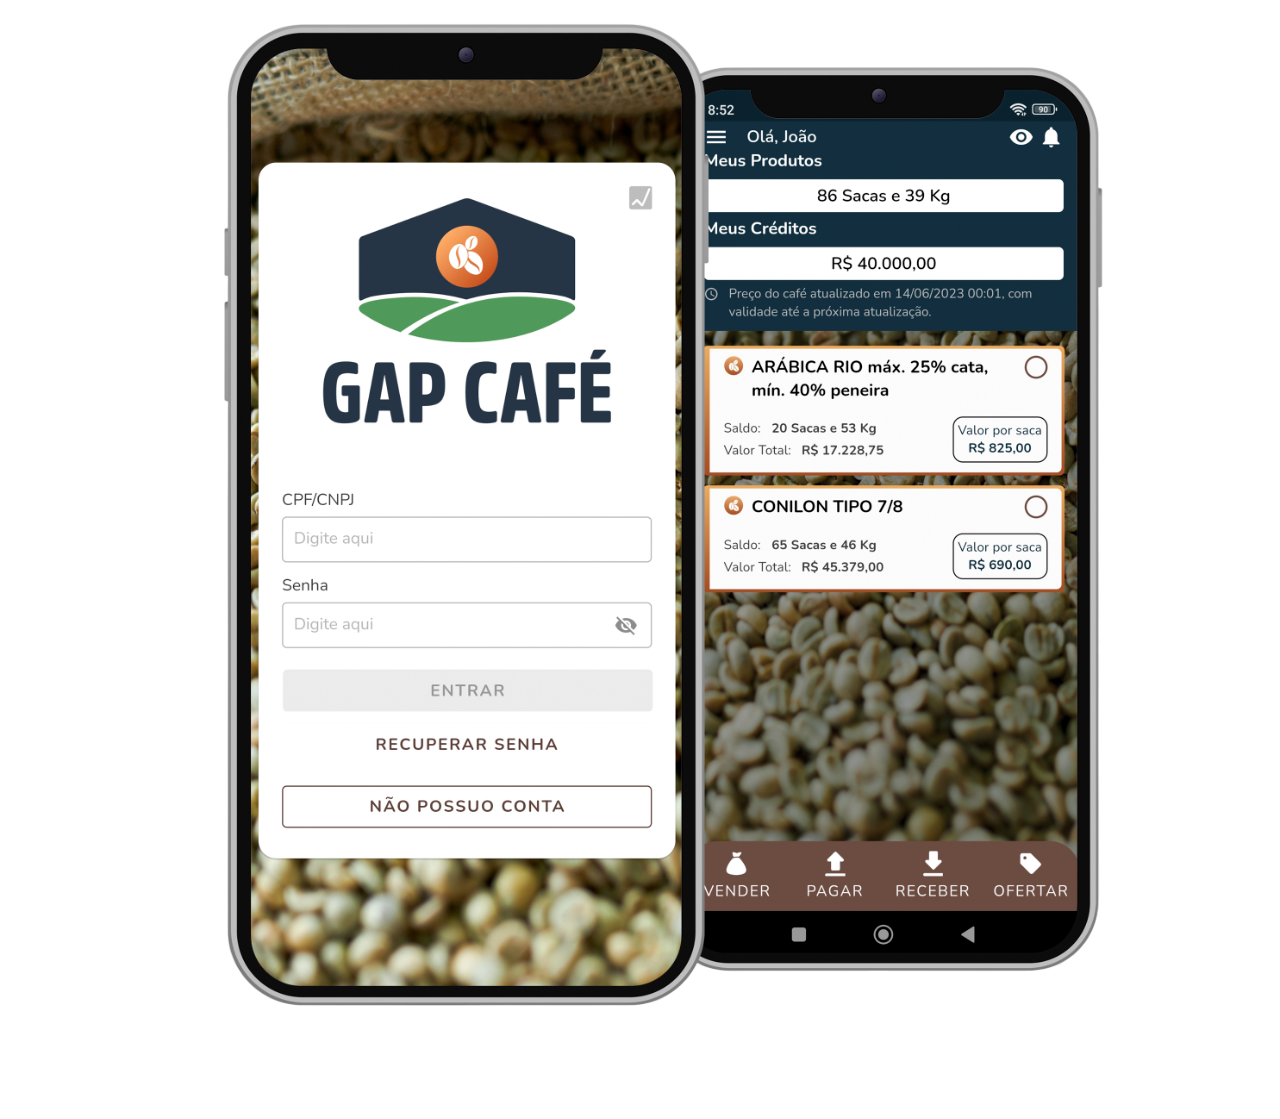 GAP CAFÉ
CPF/CNPJ
Digite aqui
Senha
Digite aqui
ENTRAR
RECUPERAR SENHA
NÃO POSSUO CONTA
8:52
90
Olá, João
Meus Produtos
86 Sacas e 39 Kg
Meus Créditos
R$ 40.000,00
Preço do café atualizado em 14/06/2023 00:01, com
validade até a próxima atualização.
ARÁBICA RIO máx. 25% cata,
mín. 40% peneira
Saldo: 20 Sacas e 53 Kg
Valor Total: R$ 17.228,75
Valor por saca
R$ 825,00
CONILON TIPO 7/8
Saldo: 65 Sacas e 46 Kg
Valor Total: R$ 45.379,00
Valor por saca
R$ 690,00
VENDER PAGAR RECEBER OFERTAR